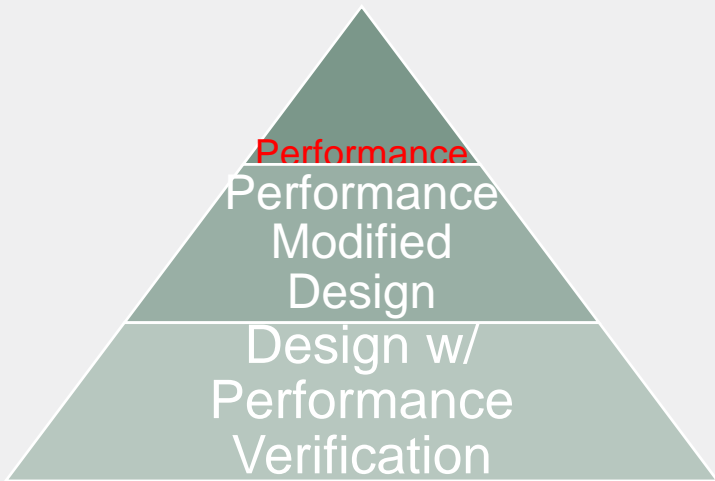 Performance
Performance
Modified
Design
Design w/
Performance
Verification